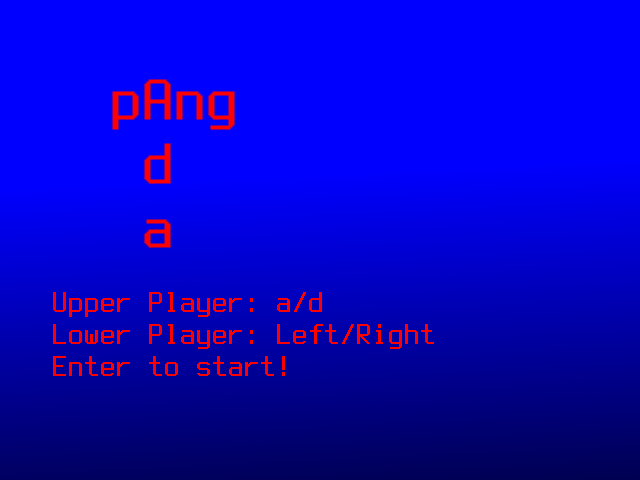 pAng
d
a
Upper Player: a/d
Lower Player: Left/Right
Enter to start!